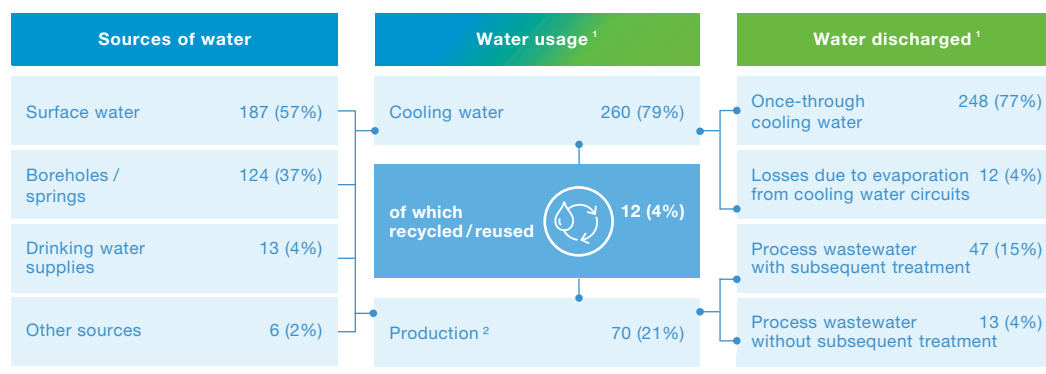 Sources of water
Surface water 187 (57%)
Boreholes / 124 (37%)
springs
Drinking water 13 (4%)
supplies
Other sources 6 (2%)
Water usage ¹
Cooling water 260 (79%)
of which
recycled / reused 12 (4%)
Production ² 70 (21%)
Water discharged ¹
Once-through 248 (77%)
cooling water
Losses due to evaporation 12 (4%)
from cooling water circuits
Process wastewater 47 (15%)
with subsequent treatment
Process wastewater 13 (4%)
without subsequent treatment